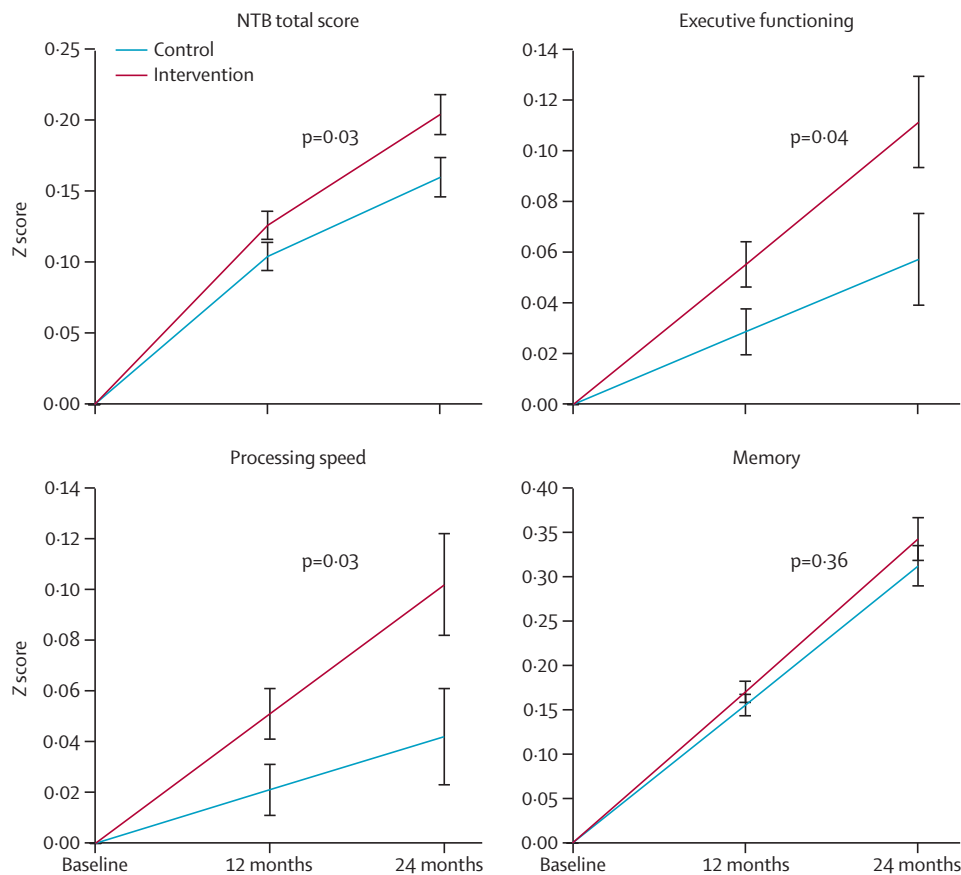 NTB total score
Control
Intervention
p=0·03
Z score
0·25
0·20
0·15
0·10
0·05
0·00
Executive functioning
p=0·04
0·14
0·12
0·10
0·08
0·06
0·04
0·02
0·00
Processing speed
p=0·03
Z score
0·14
0·12
0·10
0·08
0·06
0·04
0·02
0·00
Baseline
12 months
24 months
Memory
p=0·36
0·40
0·35
0·30
0·25
0·20
0·15
0·10
0·05
0·00
Baseline
12 months
24 months